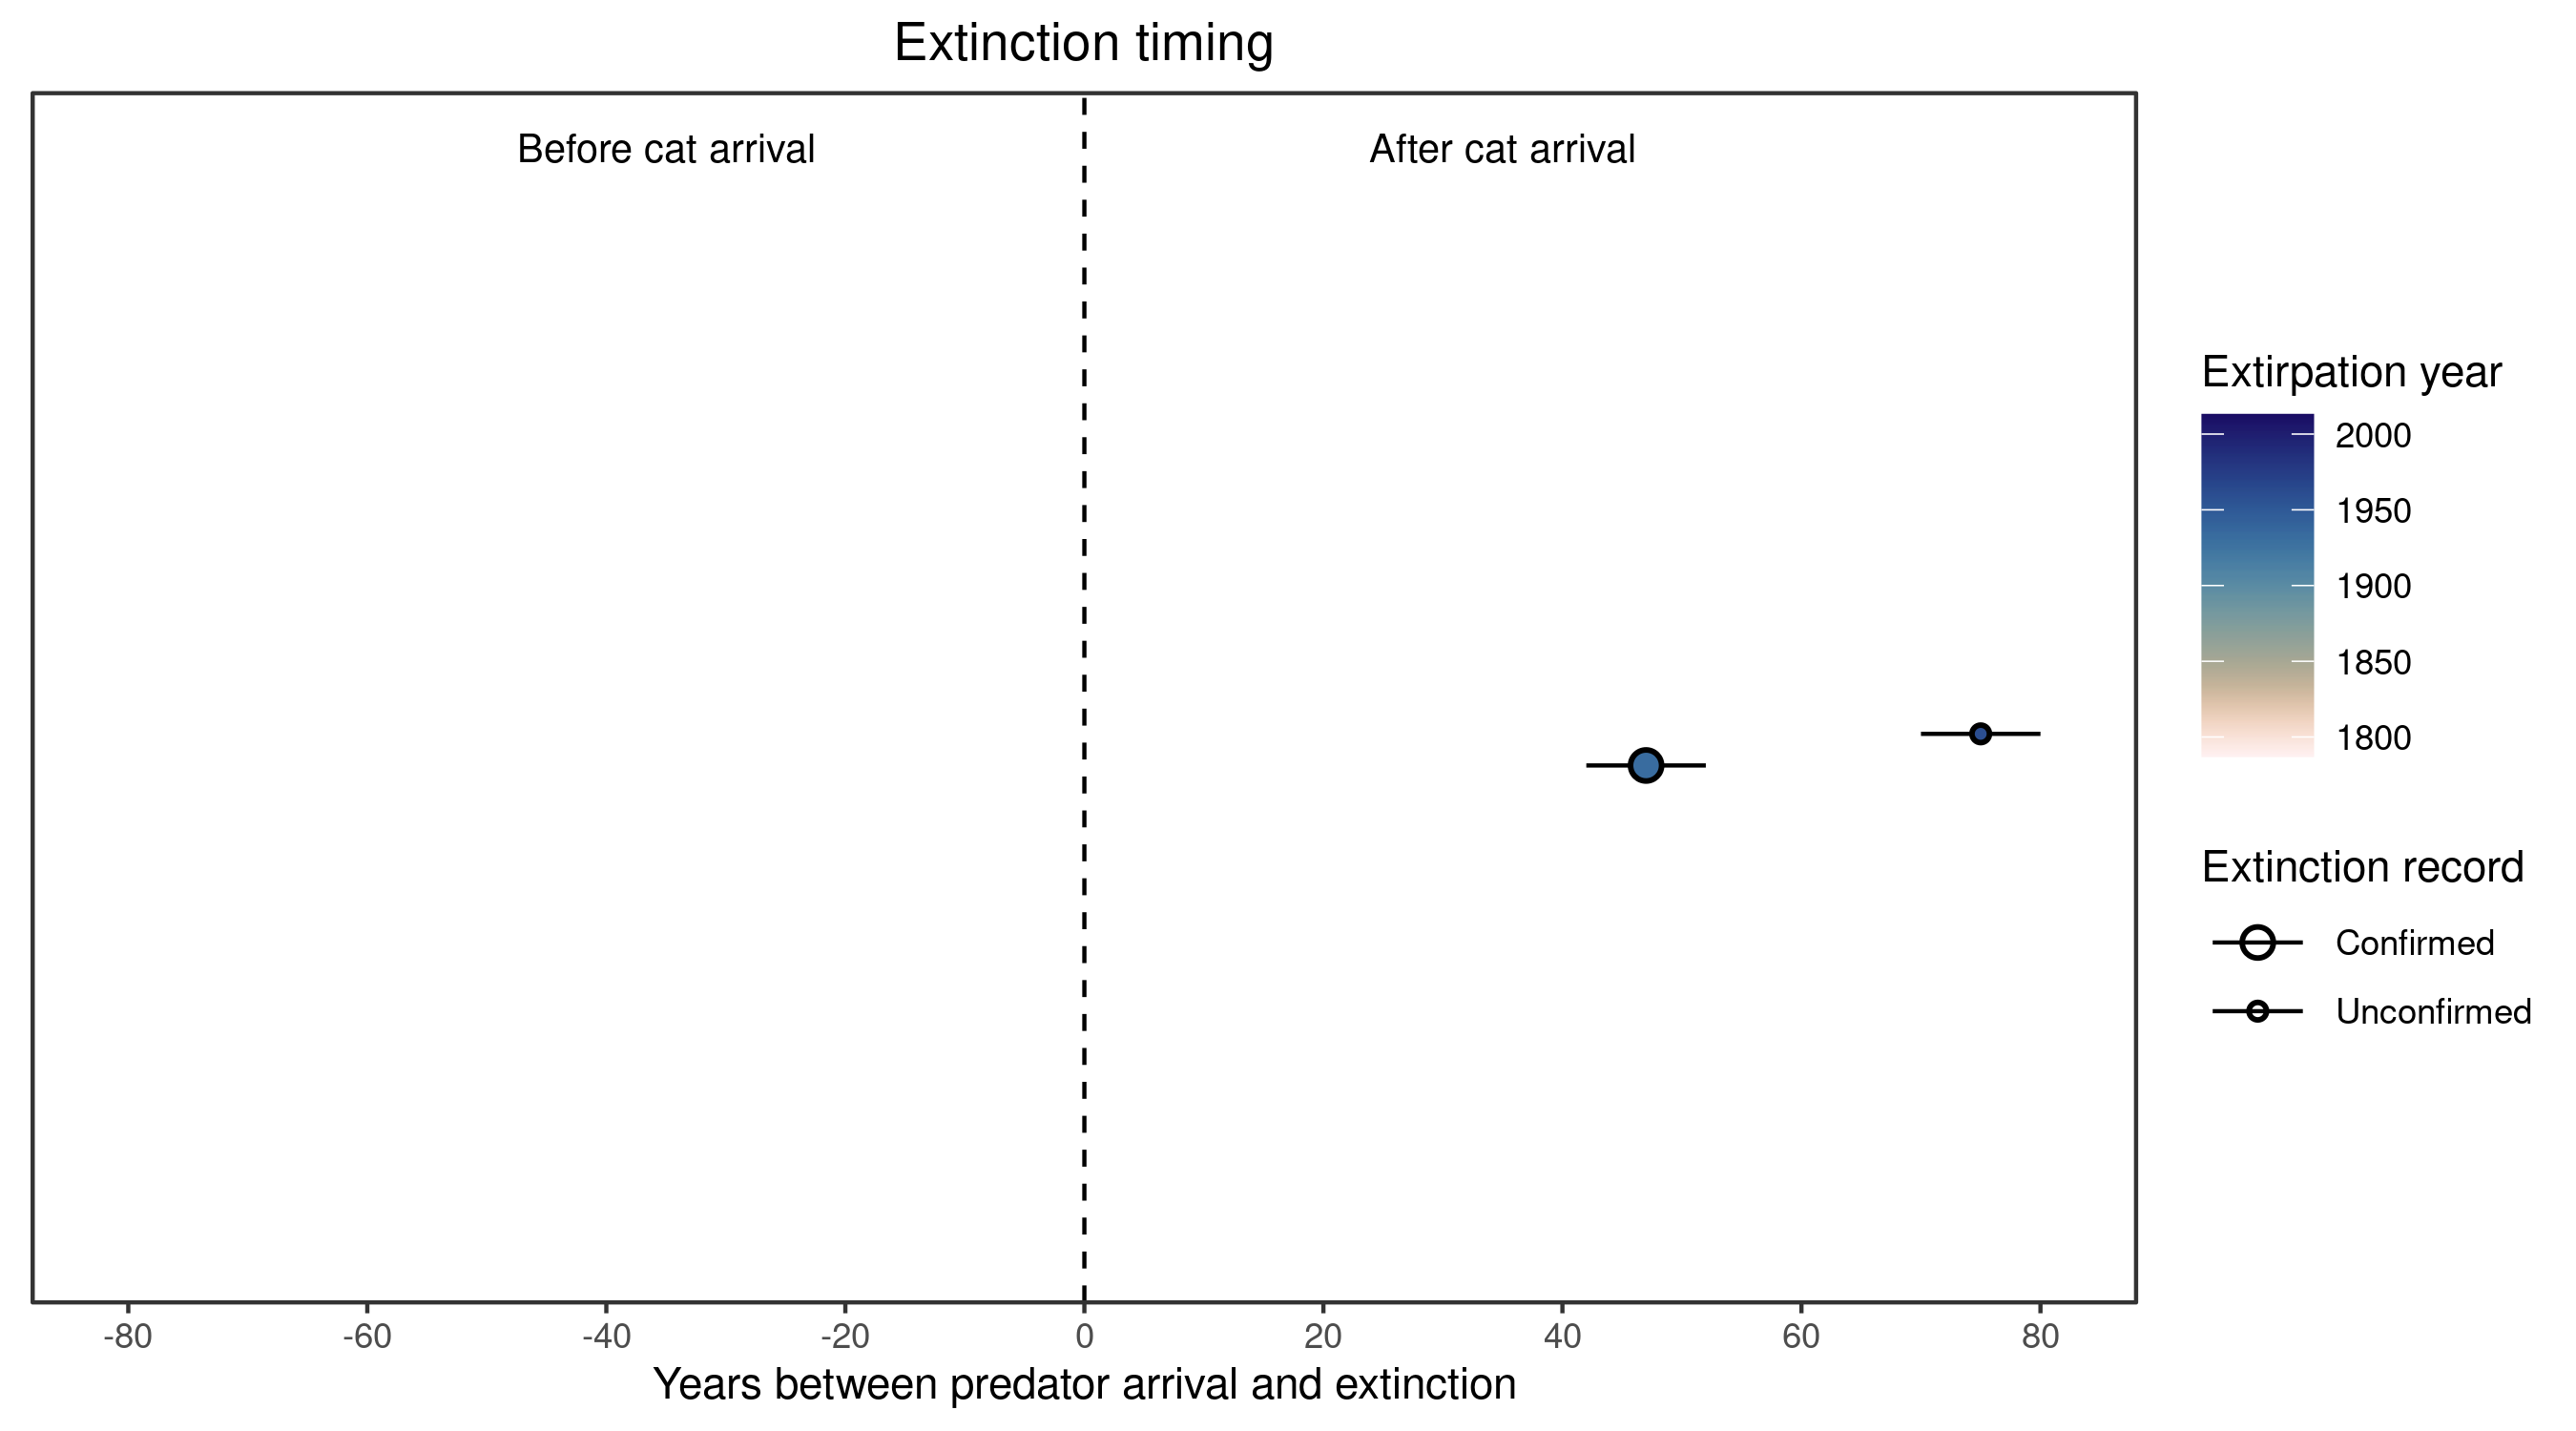 Extinction timing
Before cat arrival
After cat arrival
-80
-60
-40
-20
0
20
40
60
80
Years between predator arrival and extinction
Extirpation year
2000
1950
1900
1850
1800
Extinction record
Confirmed
Unconfirmed